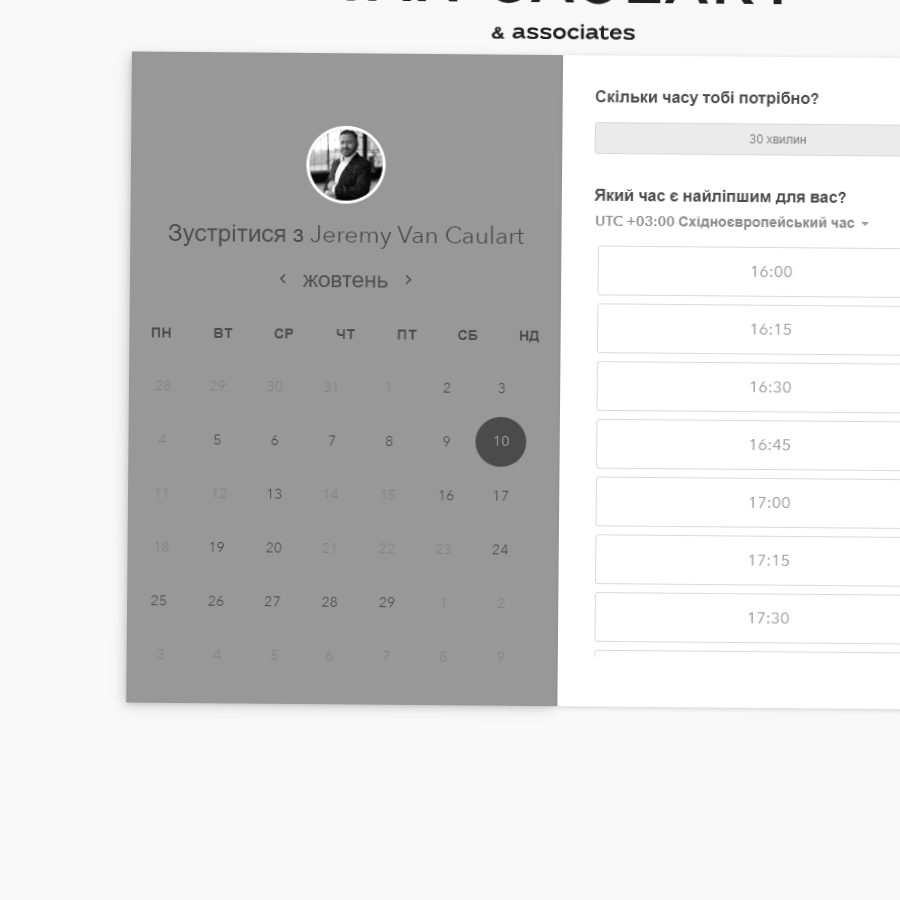 & associates
Зустрітися з Jeremy Van Caulart
жовтень
ПН ВТ СР ЧТ ПТ СБ НД
28 29 30 31 1 2 3
4 5 6 7 8 9 10
11 12 13 14 15 16 17
18 19 20 21 22 23 24
25 26 27 28 29 1 2
3 4 5 6 7 8 9
Скільки часу тобі потрібно?
30 хвилин
Який час є найліпшим для вас?
UTC +03:00 Східноєвропейський час
16:00
16:15
16:30
16:45
17:00
17:15
17:30